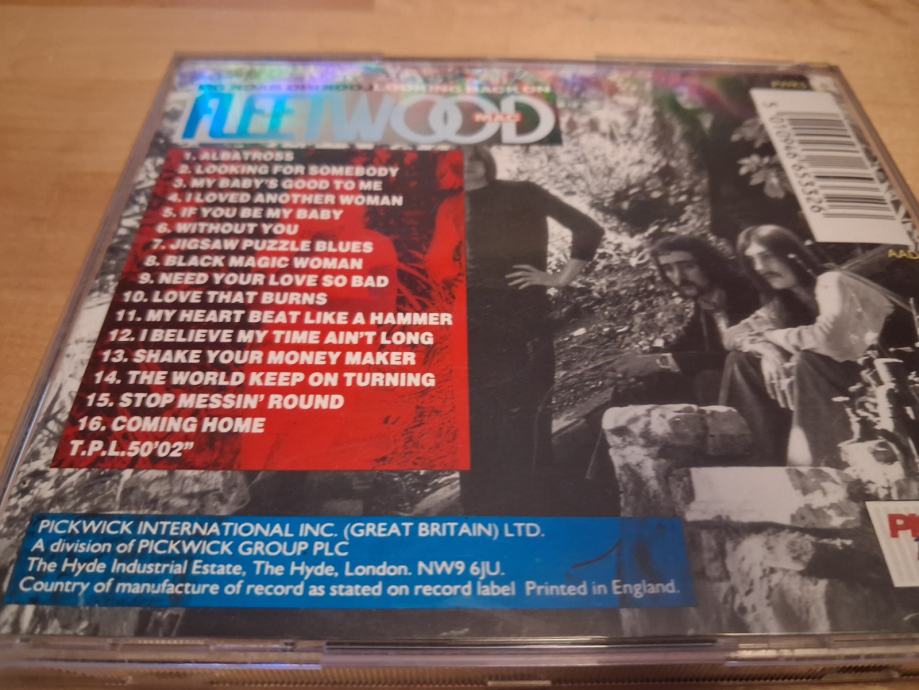 LOOKING BACK ON
FLEETWOOD
MAC
1. ALBATROSS
2. LOOKING FOR SOMEBODY
3. MY BABY'S GOOD TO ME
4. I LOVED ANOTHER WOMAN
5. IF YOU BE MY BABY
6. WITHOUT YOU
7. JIGSAW PUZZLE BLUES
8. BLACK MAGIC WOMAN
9. NEED YOUR LOVE SO BAD
10. LOVE THAT BURNS
11. MY HEART BEAT LIKE A HAMMER
12. I BELIEVE MY TIME AIN'T LONG
13. SHAKE YOUR MONEY MAKER
14. THE WORLD KEEP ON TURNING
15. STOP MESSIN' ROUND
16. COMING HOME
T.P.L.50'02"
PICKWICK INTERNATIONAL INC. (GREAT BRITAIN) LTD.
A division of PICKWICK GROUP PLC
The Hyde Industrial Estate, The Hyde, London. NW9 6JU.
Country of manufacture of record as stated on record label Printed in England.